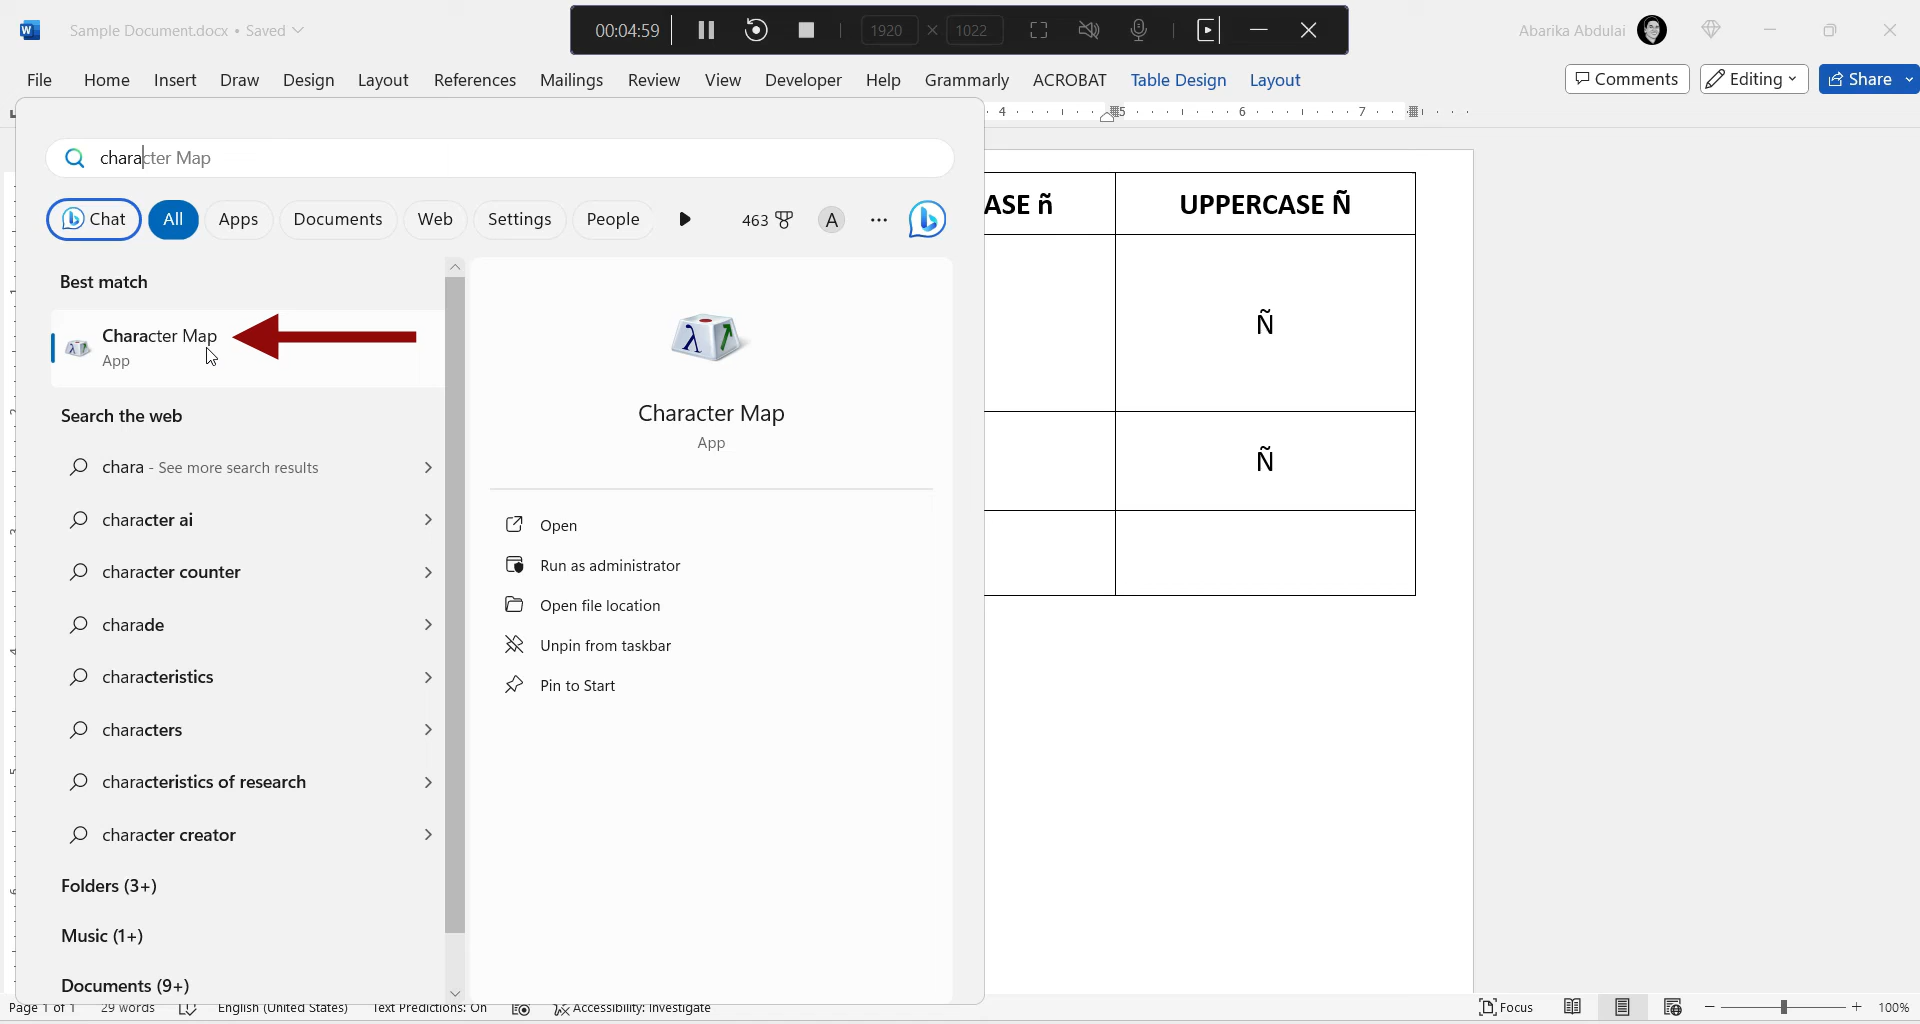 Sample Document.docx • Saved
00:04:59
1920 × 1022
Abarika Abdulai
File Home Insert Draw Design Layout References Mailings Review View Developer Help Grammarly ACROBAT Table Design Layout
Comments Editing Share
4 5 6 7
character Map
Chat All Apps Documents Web Settings People 463 A
Best match
Character Map
App
Search the web
chara - See more search results
character ai
character counter
charade
characteristics
characters
characteristics of research
character creator
Folders (3+)
Music (1+)
Documents (9+)
Character Map
App
Open
Run as administrator
Open file location
Unpin from taskbar
Pin to Start
ASE ñ UPPERCASE Ñ
Ñ
Ñ
Page 1 of 1 29 words English (United States) Text Predictions: On Accessibility: Investigate Focus 100%